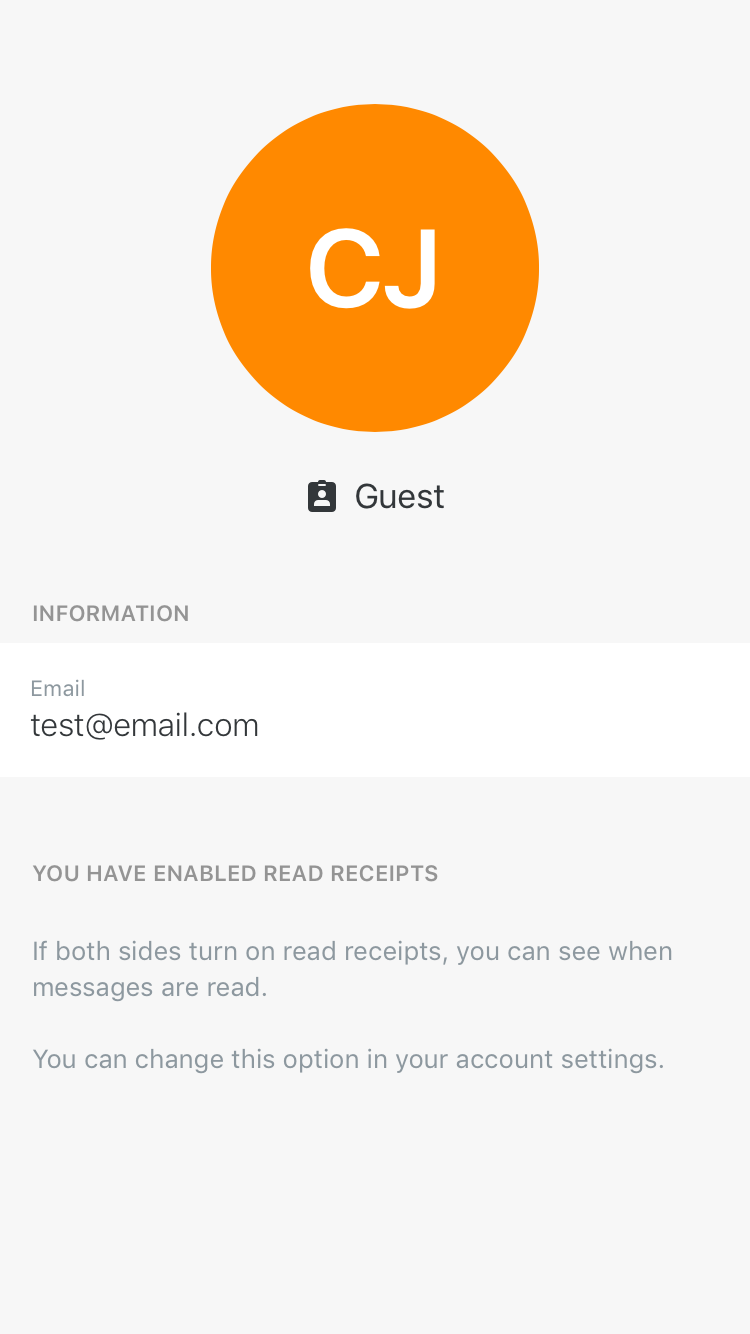 CJ
Guest
INFORMATION
Email
test@email.com
YOU HAVE ENABLED READ RECEIPTS
If both sides turn on read receipts, you can see when
messages are read.
You can change this option in your account settings.